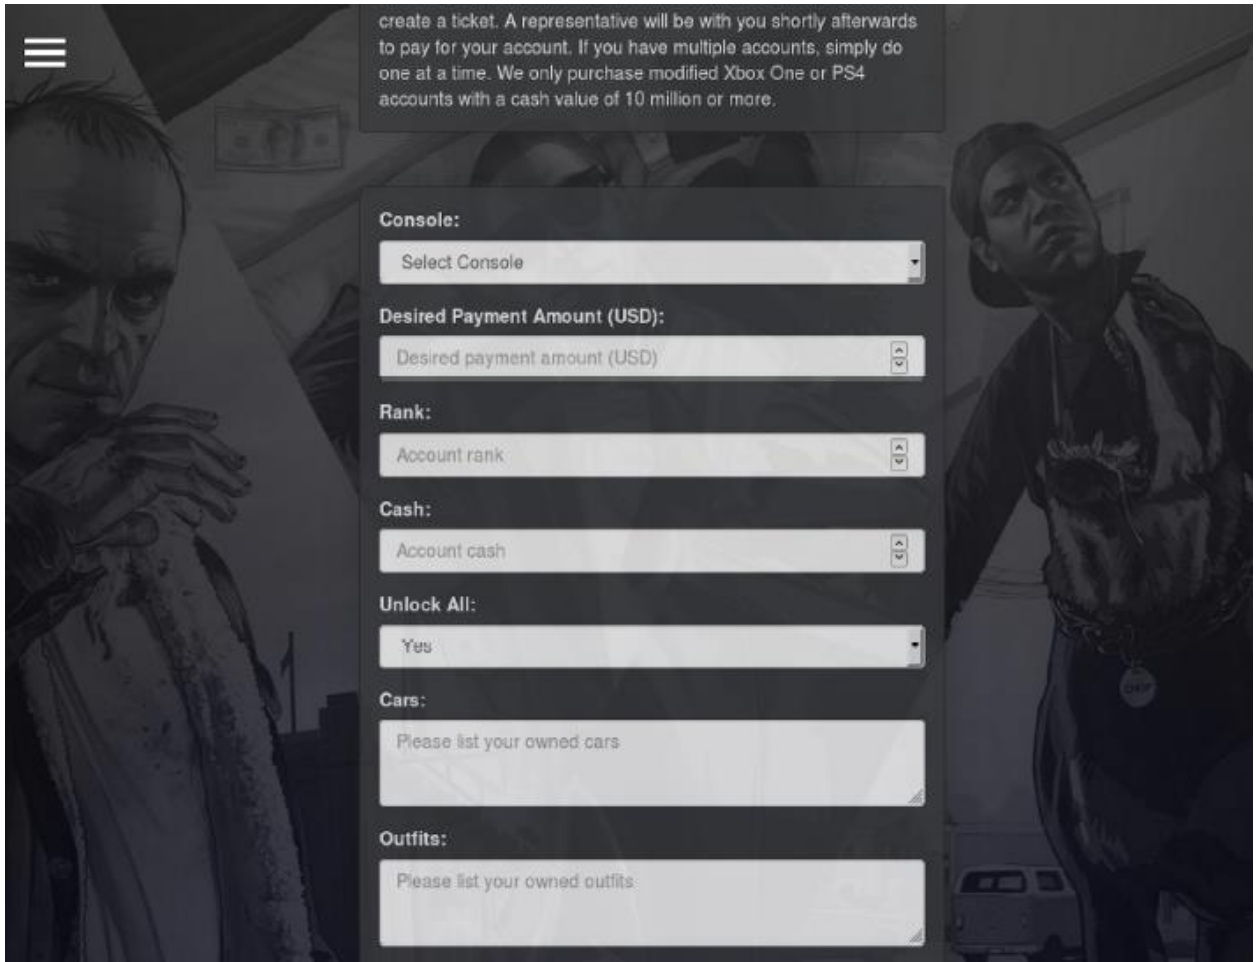 create a ticket. A representative will be with you shortly afterwards
to pay for your account. If you have multiple accounts, simply do
one at a time. We only purchase modified Xbox One or PS4
accounts with a cash value of 10 million or more.
Console:
Select Console
Desired Payment Amount (USD):
Desired payment amount (USD)
Rank:
Account rank
Cash:
Account cash
Unlock All:
Yes
Cars:
Please list your owned cars
Outfits:
Please list your owned outfits
CHOP